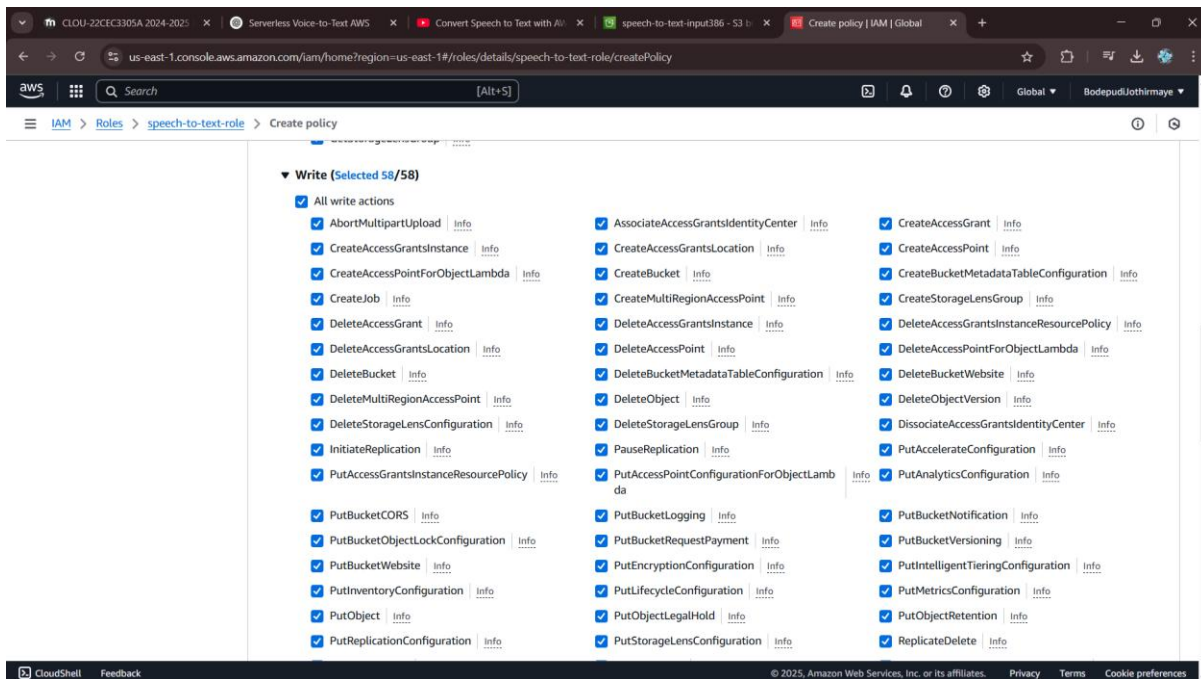 CLOU-22CEC3305A 2024-2025
Serverless Voice-to-Text AWS
Convert Speech to Text with AW
speech-to-text-input386 - S3 b
Create policy | IAM | Global
us-east-1.console.aws.amazon.com/iam/home?region=us-east-1#/roles/details/speech-to-text-role/createPolicy
aws Search [Alt+S] Global BodepudiJothirmaye
IAM > Roles > speech-to-text-role > Create policy
GetStorageLensGroup Info
Write (Selected 58/58)
All write actions
AbortMultipartUpload Info AssociateAccessGrantsIdentityCenter Info CreateAccessGrant Info
CreateAccessGrantsInstance Info CreateAccessGrantsLocation Info CreateAccessPoint Info
CreateAccessPointForObjectLambda Info CreateBucket Info CreateBucketMetadataTableConfiguration Info
CreateJob Info CreateMultiRegionAccessPoint Info CreateStorageLensGroup Info
DeleteAccessGrant Info DeleteAccessGrantsInstance Info DeleteAccessGrantsInstanceResourcePolicy Info
DeleteAccessGrantsLocation Info DeleteAccessPoint Info DeleteAccessPointForObjectLambda Info
DeleteBucket Info DeleteBucketMetadataTableConfiguration Info DeleteBucketWebsite Info
DeleteMultiRegionAccessPoint Info DeleteObject Info DeleteObjectVersion Info
DeleteStorageLensConfiguration Info DeleteStorageLensGroup Info DissociateAccessGrantsIdentityCenter Info
InitiateReplication Info PauseReplication Info PutAccelerateConfiguration Info
PutAccessGrantsInstanceResourcePolicy Info PutAccessPointConfigurationForObjectLamb Info PutAnalyticsConfiguration Info
da
PutBucketCORS Info PutBucketLogging Info PutBucketNotification Info
PutBucketObjectLockConfiguration Info PutBucketRequestPayment Info PutBucketVersioning Info
PutBucketWebsite Info PutEncryptionConfiguration Info PutIntelligentTieringConfiguration Info
PutInventoryConfiguration Info PutLifecycleConfiguration Info PutMetricsConfiguration Info
PutObject Info PutObjectLegalHold Info PutObjectRetention Info
PutReplicationConfiguration Info PutStorageLensConfiguration Info ReplicateDelete Info
CloudShell Feedback © 2025, Amazon Web Services, Inc. or its affiliates. Privacy Terms Cookie preferences